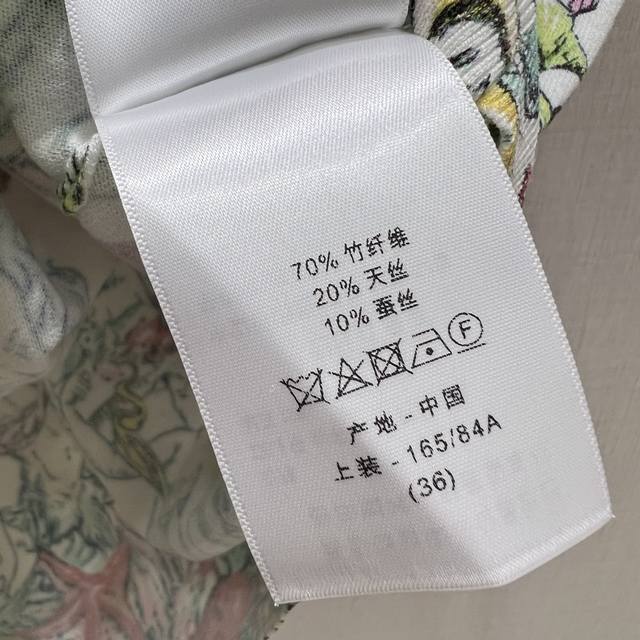 70% 竹纤维
20% 天丝
10% 蚕丝
F
产地 - 中国
上装 - 165/84A
(36)